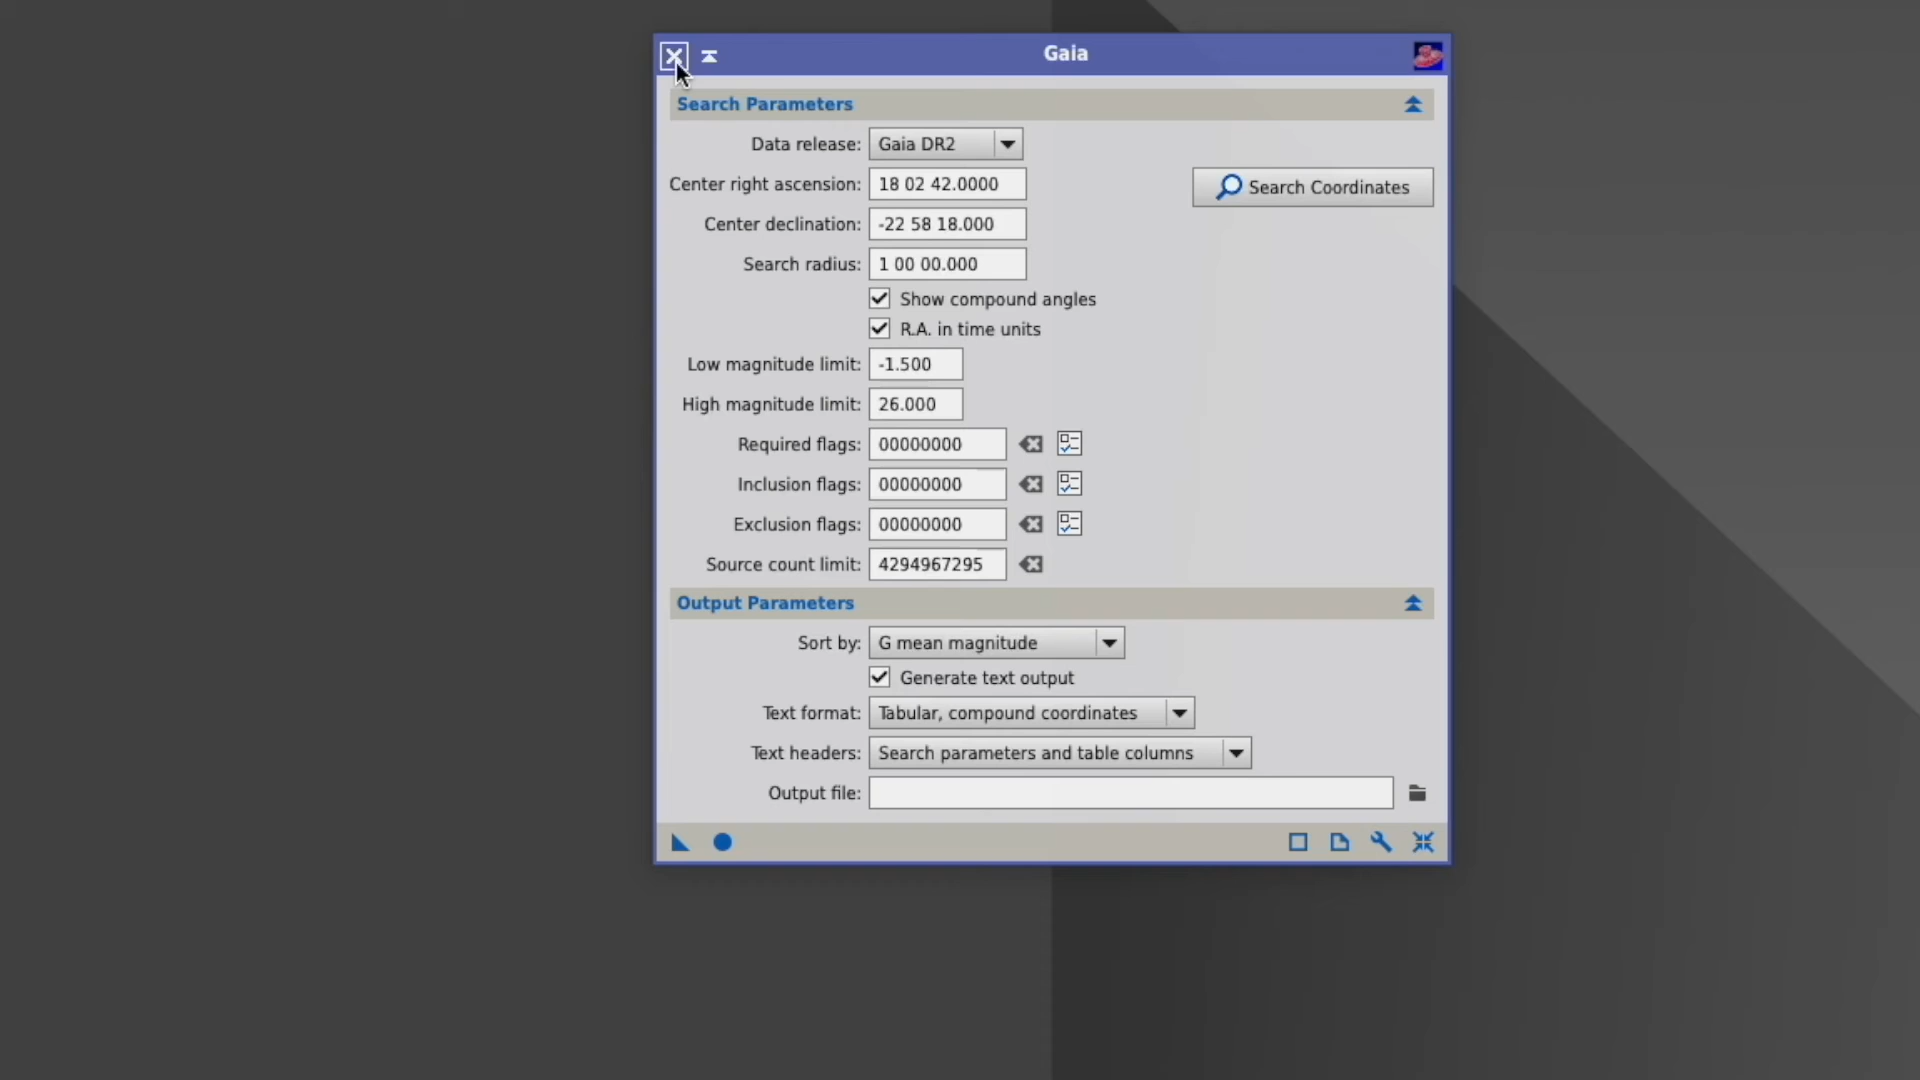 Gaia
Search Parameters
Data release: Gaia DR2
Center right ascension: 18 02 42.0000
Search Coordinates
Center declination: -22 58 18.000
Search radius: 1 00 00.000
Show compound angles
R.A. in time units
Low magnitude limit: -1.500
High magnitude limit: 26.000
Required flags: 00000000
Inclusion flags: 00000000
Exclusion flags: 00000000
Source count limit: 4294967295
Output Parameters
Sort by: G mean magnitude
Generate text output
Text format: Tabular, compound coordinates
Text headers: Search parameters and table columns
Output file: